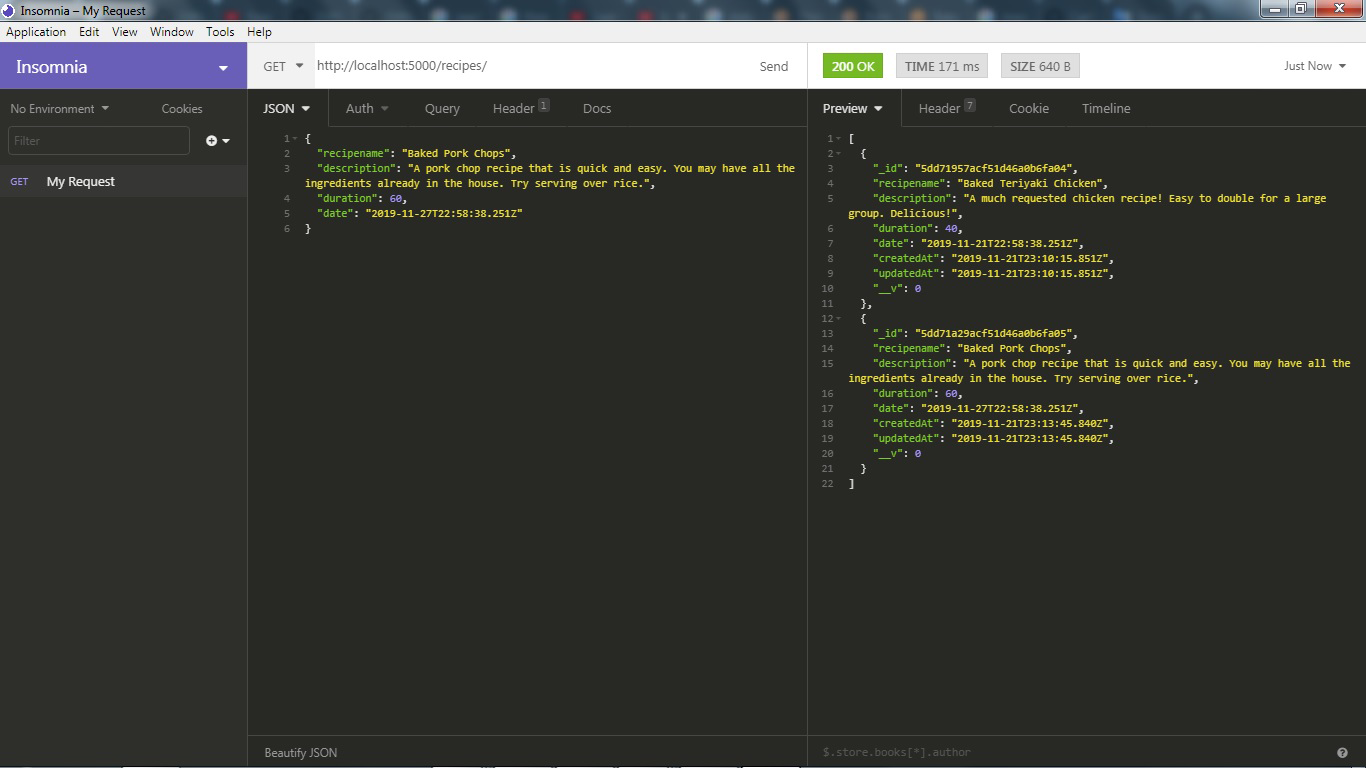 Insomnia – My Request
Application Edit View Window Tools Help
Insomnia
GET http://localhost:5000/recipes/ Send
200 OK TIME 171 ms SIZE 640 B Just Now
No Environment Cookies
JSON Auth Query Header 1 Docs
Preview Header 7 Cookie Timeline
Filter
GET My Request
1 {
2 "recipename": "Baked Pork Chops",
3 "description": "A pork chop recipe that is quick and easy. You may have all the
ingredients already in the house. Try serving over rice.",
4 "duration": 60,
5 "date": "2019-11-27T22:58:38.251Z"
6 }
Beautify JSON
1 [
2 {
3 "_id": "5dd71957acf51d46a0b6fa04",
4 "recipename": "Baked Teriyaki Chicken",
5 "description": "A much requested chicken recipe! Easy to double for a large
group. Delicious!",
6 "duration": 40,
7 "date": "2019-11-21T22:58:38.251Z",
8 "createdAt": "2019-11-21T23:10:15.851Z",
9 "updatedAt": "2019-11-21T23:10:15.851Z",
10 "__v": 0
11 },
12 {
13 "_id": "5dd71a29acf51d46a0b6fa05",
14 "recipename": "Baked Pork Chops",
15 "description": "A pork chop recipe that is quick and easy. You may have all the
ingredients already in the house. Try serving over rice.",
16 "duration": 60,
17 "date": "2019-11-27T22:58:38.251Z",
18 "createdAt": "2019-11-21T23:13:45.840Z",
19 "updatedAt": "2019-11-21T23:13:45.840Z",
20 "__v": 0
21 }
22 ]
$.store.books[*].author